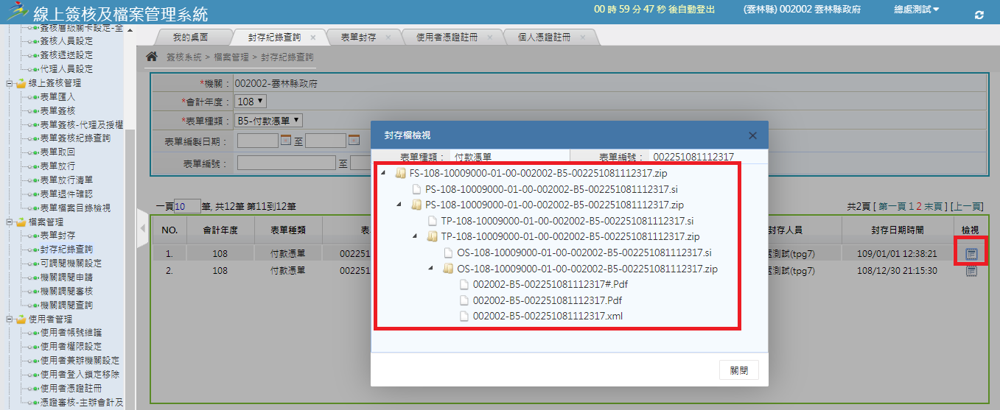 線上簽核及檔案管理系統
00 時 59 分 47 秒 後自動登出
(雲林縣) 002002 雲林縣政府
總處測試
簽核層級關卡設定-全
簽核人員設定
簽核遞送設定
代理人員設定
線上簽核管理
表單匯入
表單簽核
表單簽核-代理及授權
表單簽核紀錄查詢
表單取回
表單放行
表單放行清單
表單退件確認
表單檔案目錄檢視
檔案管理
表單封存
封存紀錄查詢
可調閱機關設定
機關調閱申請
機關調閱審核
機關調閱查詢
使用者管理
使用者帳號維護
使用者權限設定
使用者兼辦機關設定
使用者登入鎖定移除
使用者憑證註冊
憑證審核-主辦會計及
我的桌面
封存紀錄查詢 ×
表單封存 ×
使用者憑證註冊 ×
個人憑證註冊 ×
簽核系統 > 檔案管理 > 封存紀錄查詢
*機關： 002002-雲林縣政府
*會計年度： 108
*表單種類： B5-付款憑單
表單編製日期： 至
表單編號： 至
一頁10 筆, 共12筆 第11到12筆
共2頁 [ 第一頁 1 2 末頁 ] [上一頁]
NO. 會計年度 表單種類 表 封存人員 封存日期時間 檢視
1. 108 付款憑單 002251 測試(tpg7) 109/01/01 12:38:21
2. 108 付款憑單 002251 測試(tpg7) 108/12/30 21:15:30
封存檔檢視 ×
表單種類： 付款憑單 表單編號： 002251081112317
FS-108-10009000-01-00-002002-B5-002251081112317.zip
PS-108-10009000-01-00-002002-B5-002251081112317.si
PS-108-10009000-01-00-002002-B5-002251081112317.zip
TP-108-10009000-01-00-002002-B5-002251081112317.si
TP-108-10009000-01-00-002002-B5-002251081112317.zip
OS-108-10009000-01-00-002002-B5-002251081112317.si
OS-108-10009000-01-00-002002-B5-002251081112317.zip
002002-B5-002251081112317#.Pdf
002002-B5-002251081112317.Pdf
002002-B5-002251081112317.xml
關閉